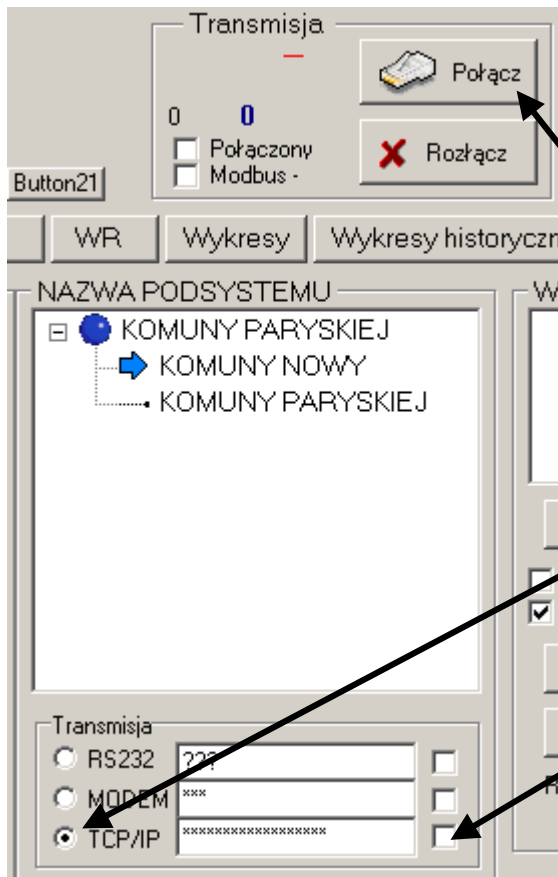 Transmisja
Połącz
0 0
Połączony
Rozłącz
Modbus -
Button21
WR Wykresy Wykresy historyczn
NAZWA PODSYSTEMU W
KOMUNY PARYSKIEJ
KOMUNY NOWY
KOMUNY PARYSKIEJ
Transmisja
RS232 ???
MODEM ***
TCP/IP ******************
R